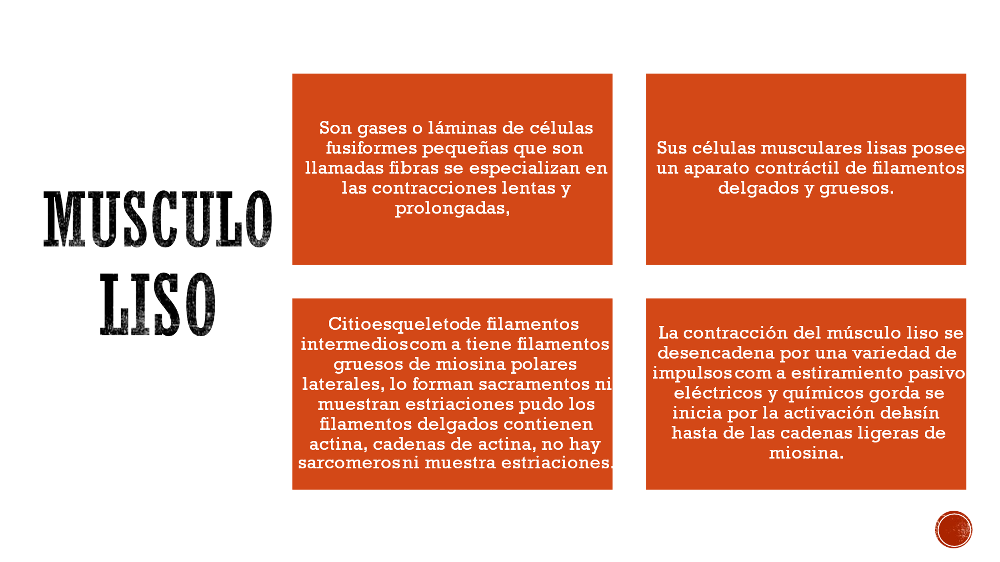 MUSCULO
LISO
Son gases o láminas de células
fusiformes pequeñas que son
llamadas fibras se especializan en
las contracciones lentas y
prolongadas,
Sus células musculares lisas posee
un aparato contráctil de filamentos
delgados y gruesos.
Citioesqueletode filamentos
intermedioscom a tiene filamentos
gruesos de miosina polares
laterales, lo forman sacramentos ni
muestran estriaciones pudo los
filamentos delgados contienen
actina, cadenas de actina, no hay
sarcomerosni muestra estriaciones.
La contracción del músculo liso se
desencadena por una variedad de
impulsoscom a estiramiento pasivo
eléctricos y químicos gorda se
inicia por la activación de
hasta de las cadenas ligeras de
miosina.